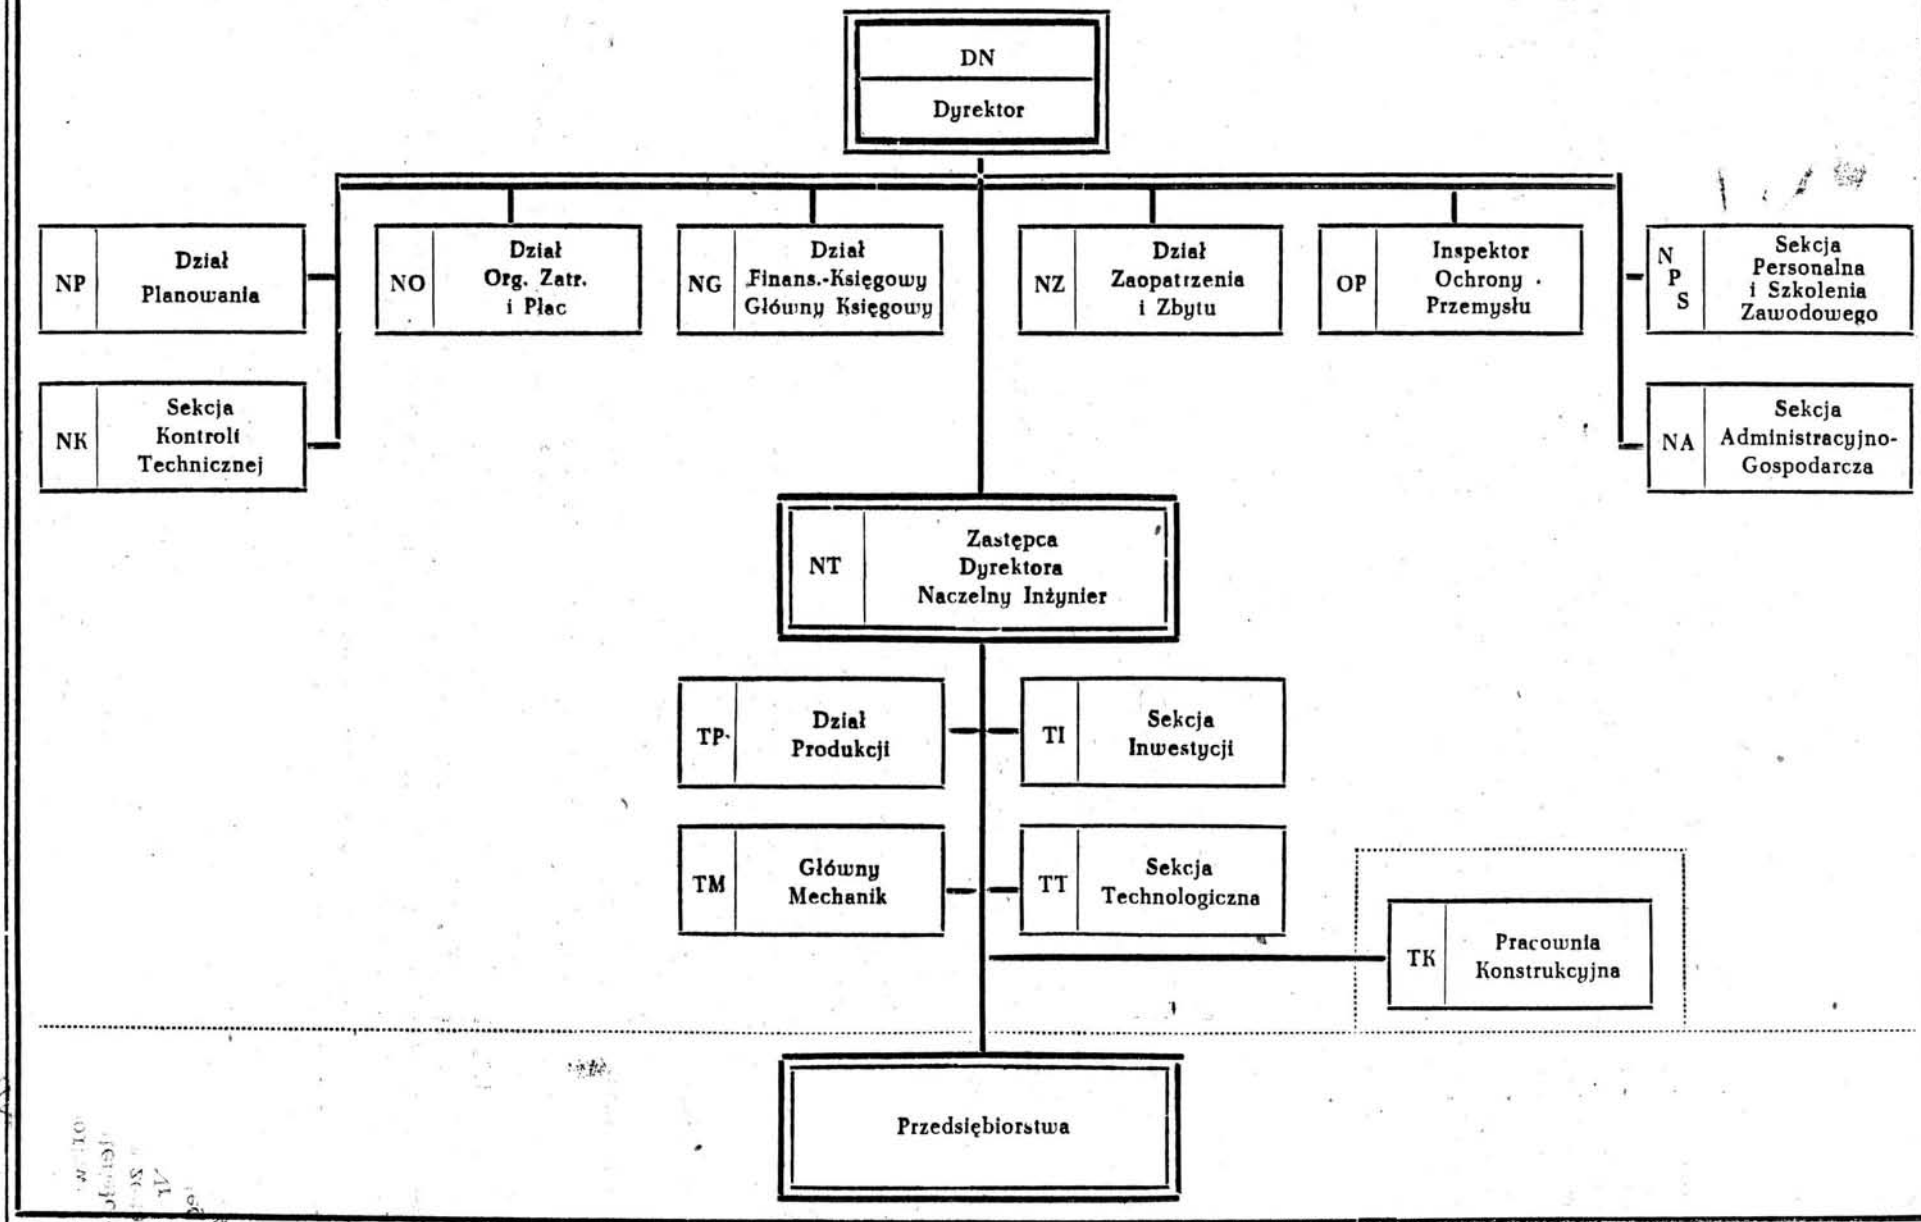 DN
Dyrektor
NP
Dział
Planowania
NO
Dział
Org. Zatr.
i Płac
NG
Dział
Finans.-Księgowy
Główny Księgowy
NZ
Dział
Zaopatrzenia
i Zbytu
OP
Inspektor
Ochrony
Przemysłu
N
P
S
Sekcja
Personalna
i Szkolenia
Zawodowego
NK
Sekcja
Kontroli
Technicznej
NA
Sekcja
Administracyjno-
Gospodarcza
NT
Zastępca
Dyrektora
Naczelny Inżynier
TP
Dział
Produkcji
TI
Sekcja
Inwestycji
TM
Główny
Mechanik
TT
Sekcja
Technologiczna
TK
Pracownia
Konstrukcyjna
Przedsiębiorstwa